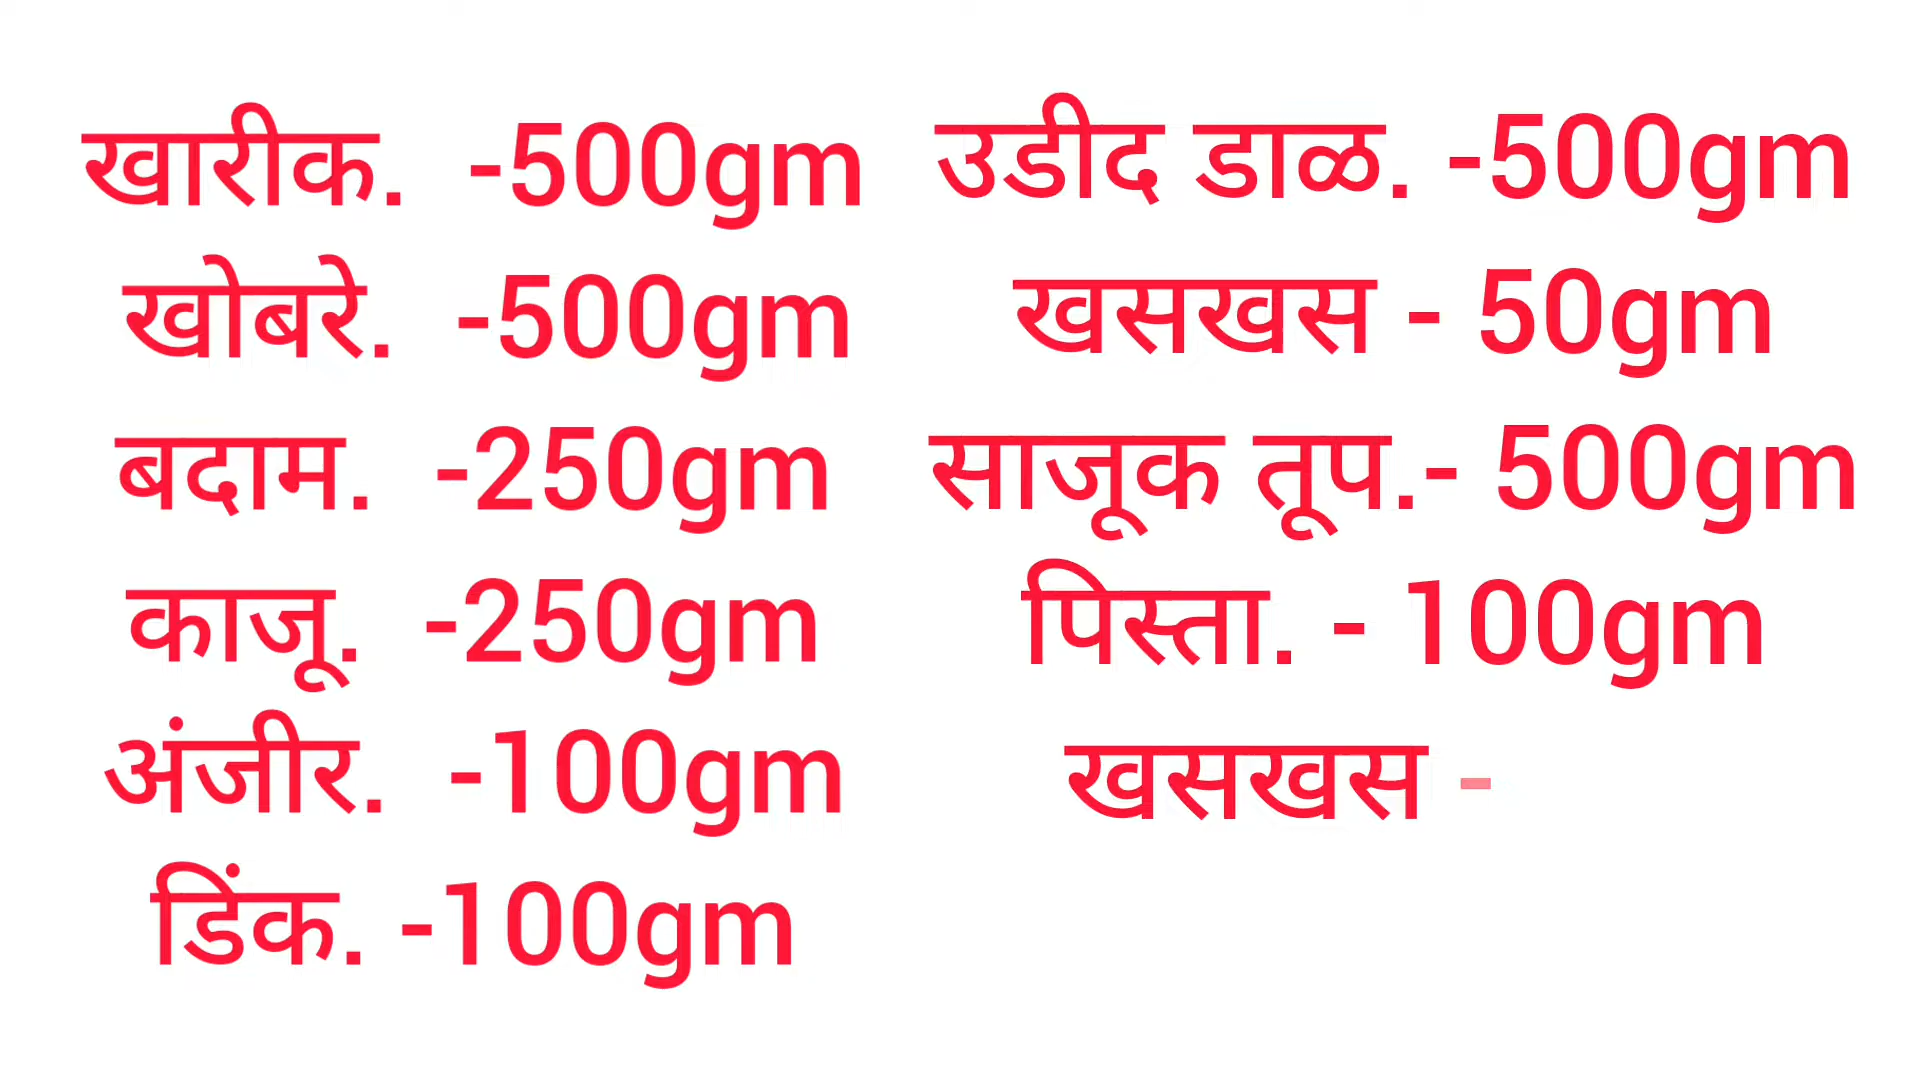 खारीक. -500gm
खोबरे. -500gm
बदाम. -250gm
काजू. -250gm
अंजीर. -100gm
डिंक. -100gm
उडीद डाळ. -500gm
खसखस - 50gm
साजूक तूप.- 500gm
पिस्ता. - 100gm
खसखस -